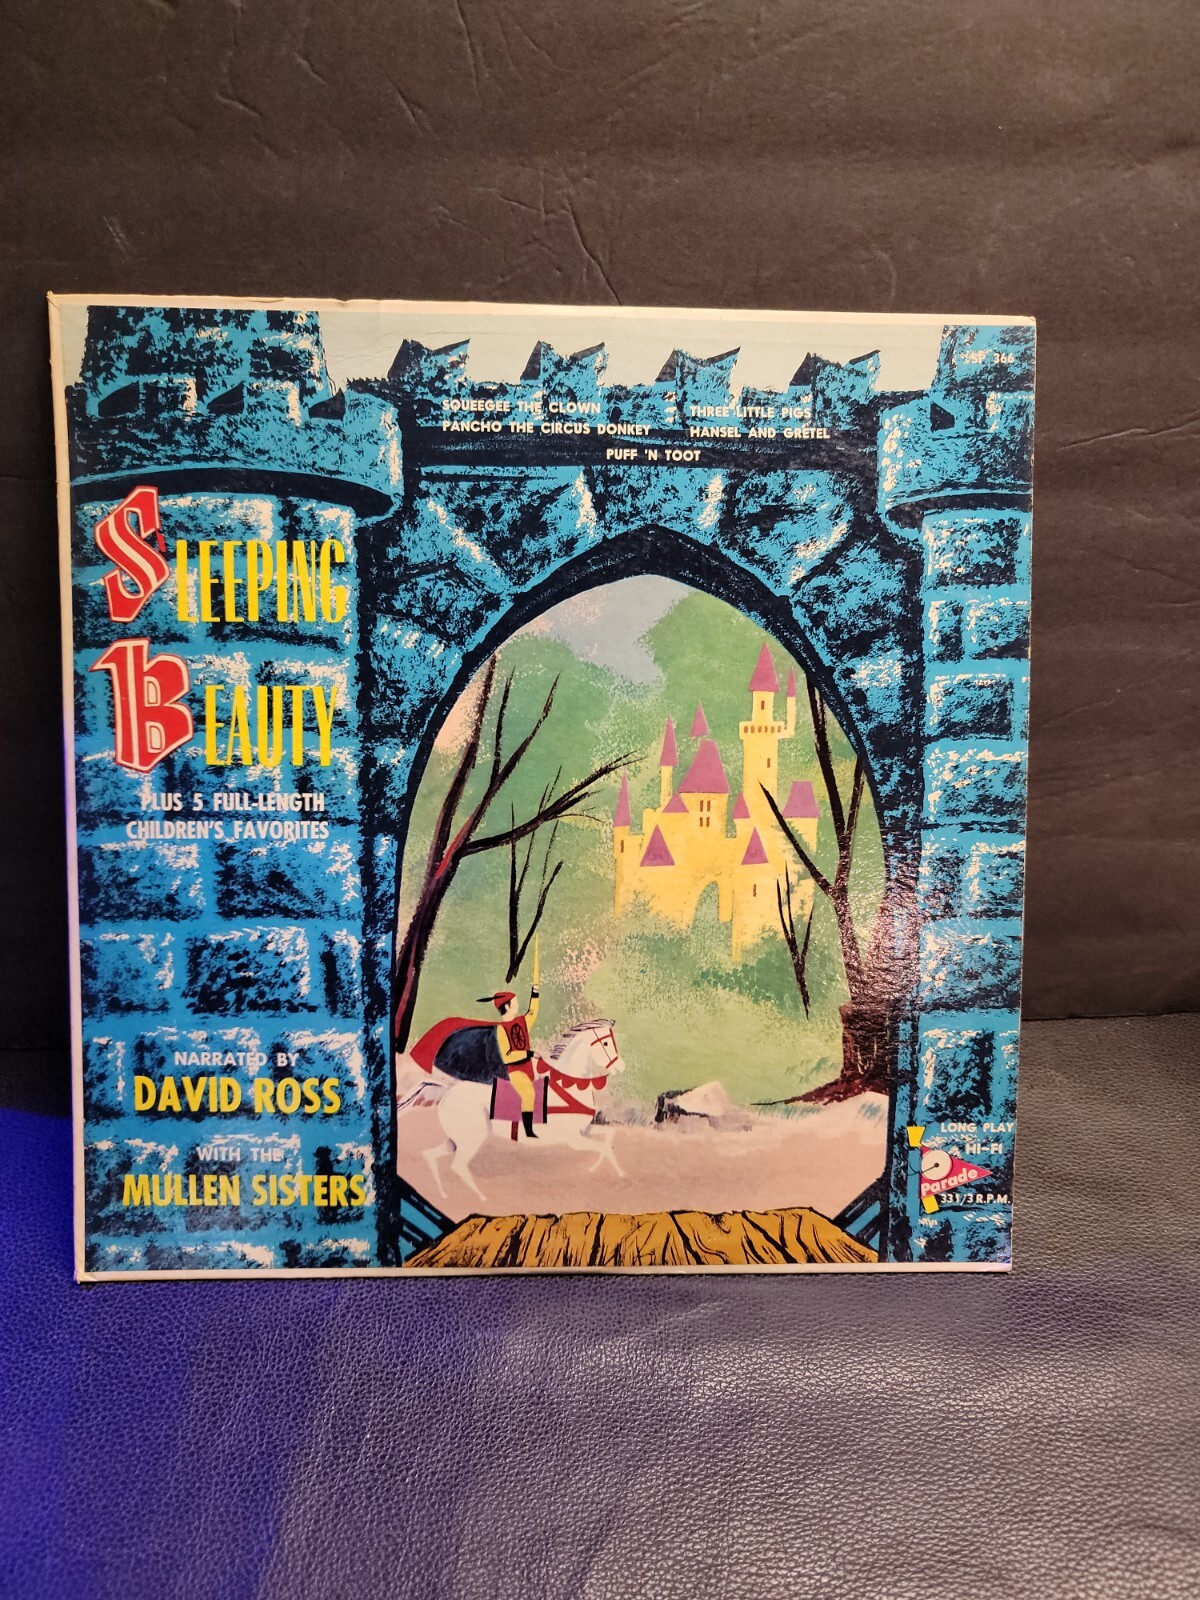 SP 366
SQUEEGEE THE CLOWN
THREE LITTLE PIGS
PANCHO THE CIRCUS DONKEY
HANSEL AND GRETEL
PUFF 'N TOOT
SLEEPING
BEAUTY
PLUS 5 FULL-LENGTH
CHILDREN'S FAVORITES
NARRATED BY
DAVID ROSS
WITH THE
MULLEN SISTERS
LONG PLAY
HI-FI
Parade
33 1/3 R.P.M.